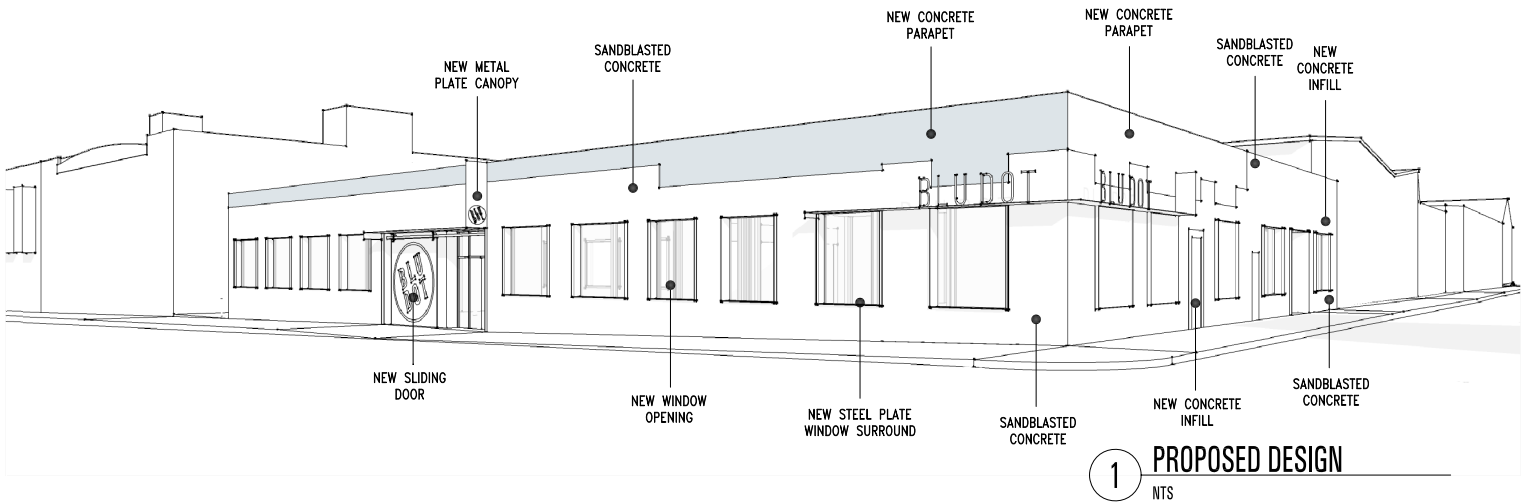 NEW CONCRETE
PARAPET
NEW CONCRETE
PARAPET
SANDBLASTED
CONCRETE
NEW METAL
PLATE CANOPY
SANDBLASTED
CONCRETE
NEW
CONCRETE
INFILL
BLUDOT
BLUDOT
BLU
DOT
NEW SLIDING
DOOR
NEW WINDOW
OPENING
NEW STEEL PLATE
WINDOW SURROUND
SANDBLASTED
CONCRETE
NEW CONCRETE
INFILL
SANDBLASTED
CONCRETE
1 PROPOSED DESIGN
NTS